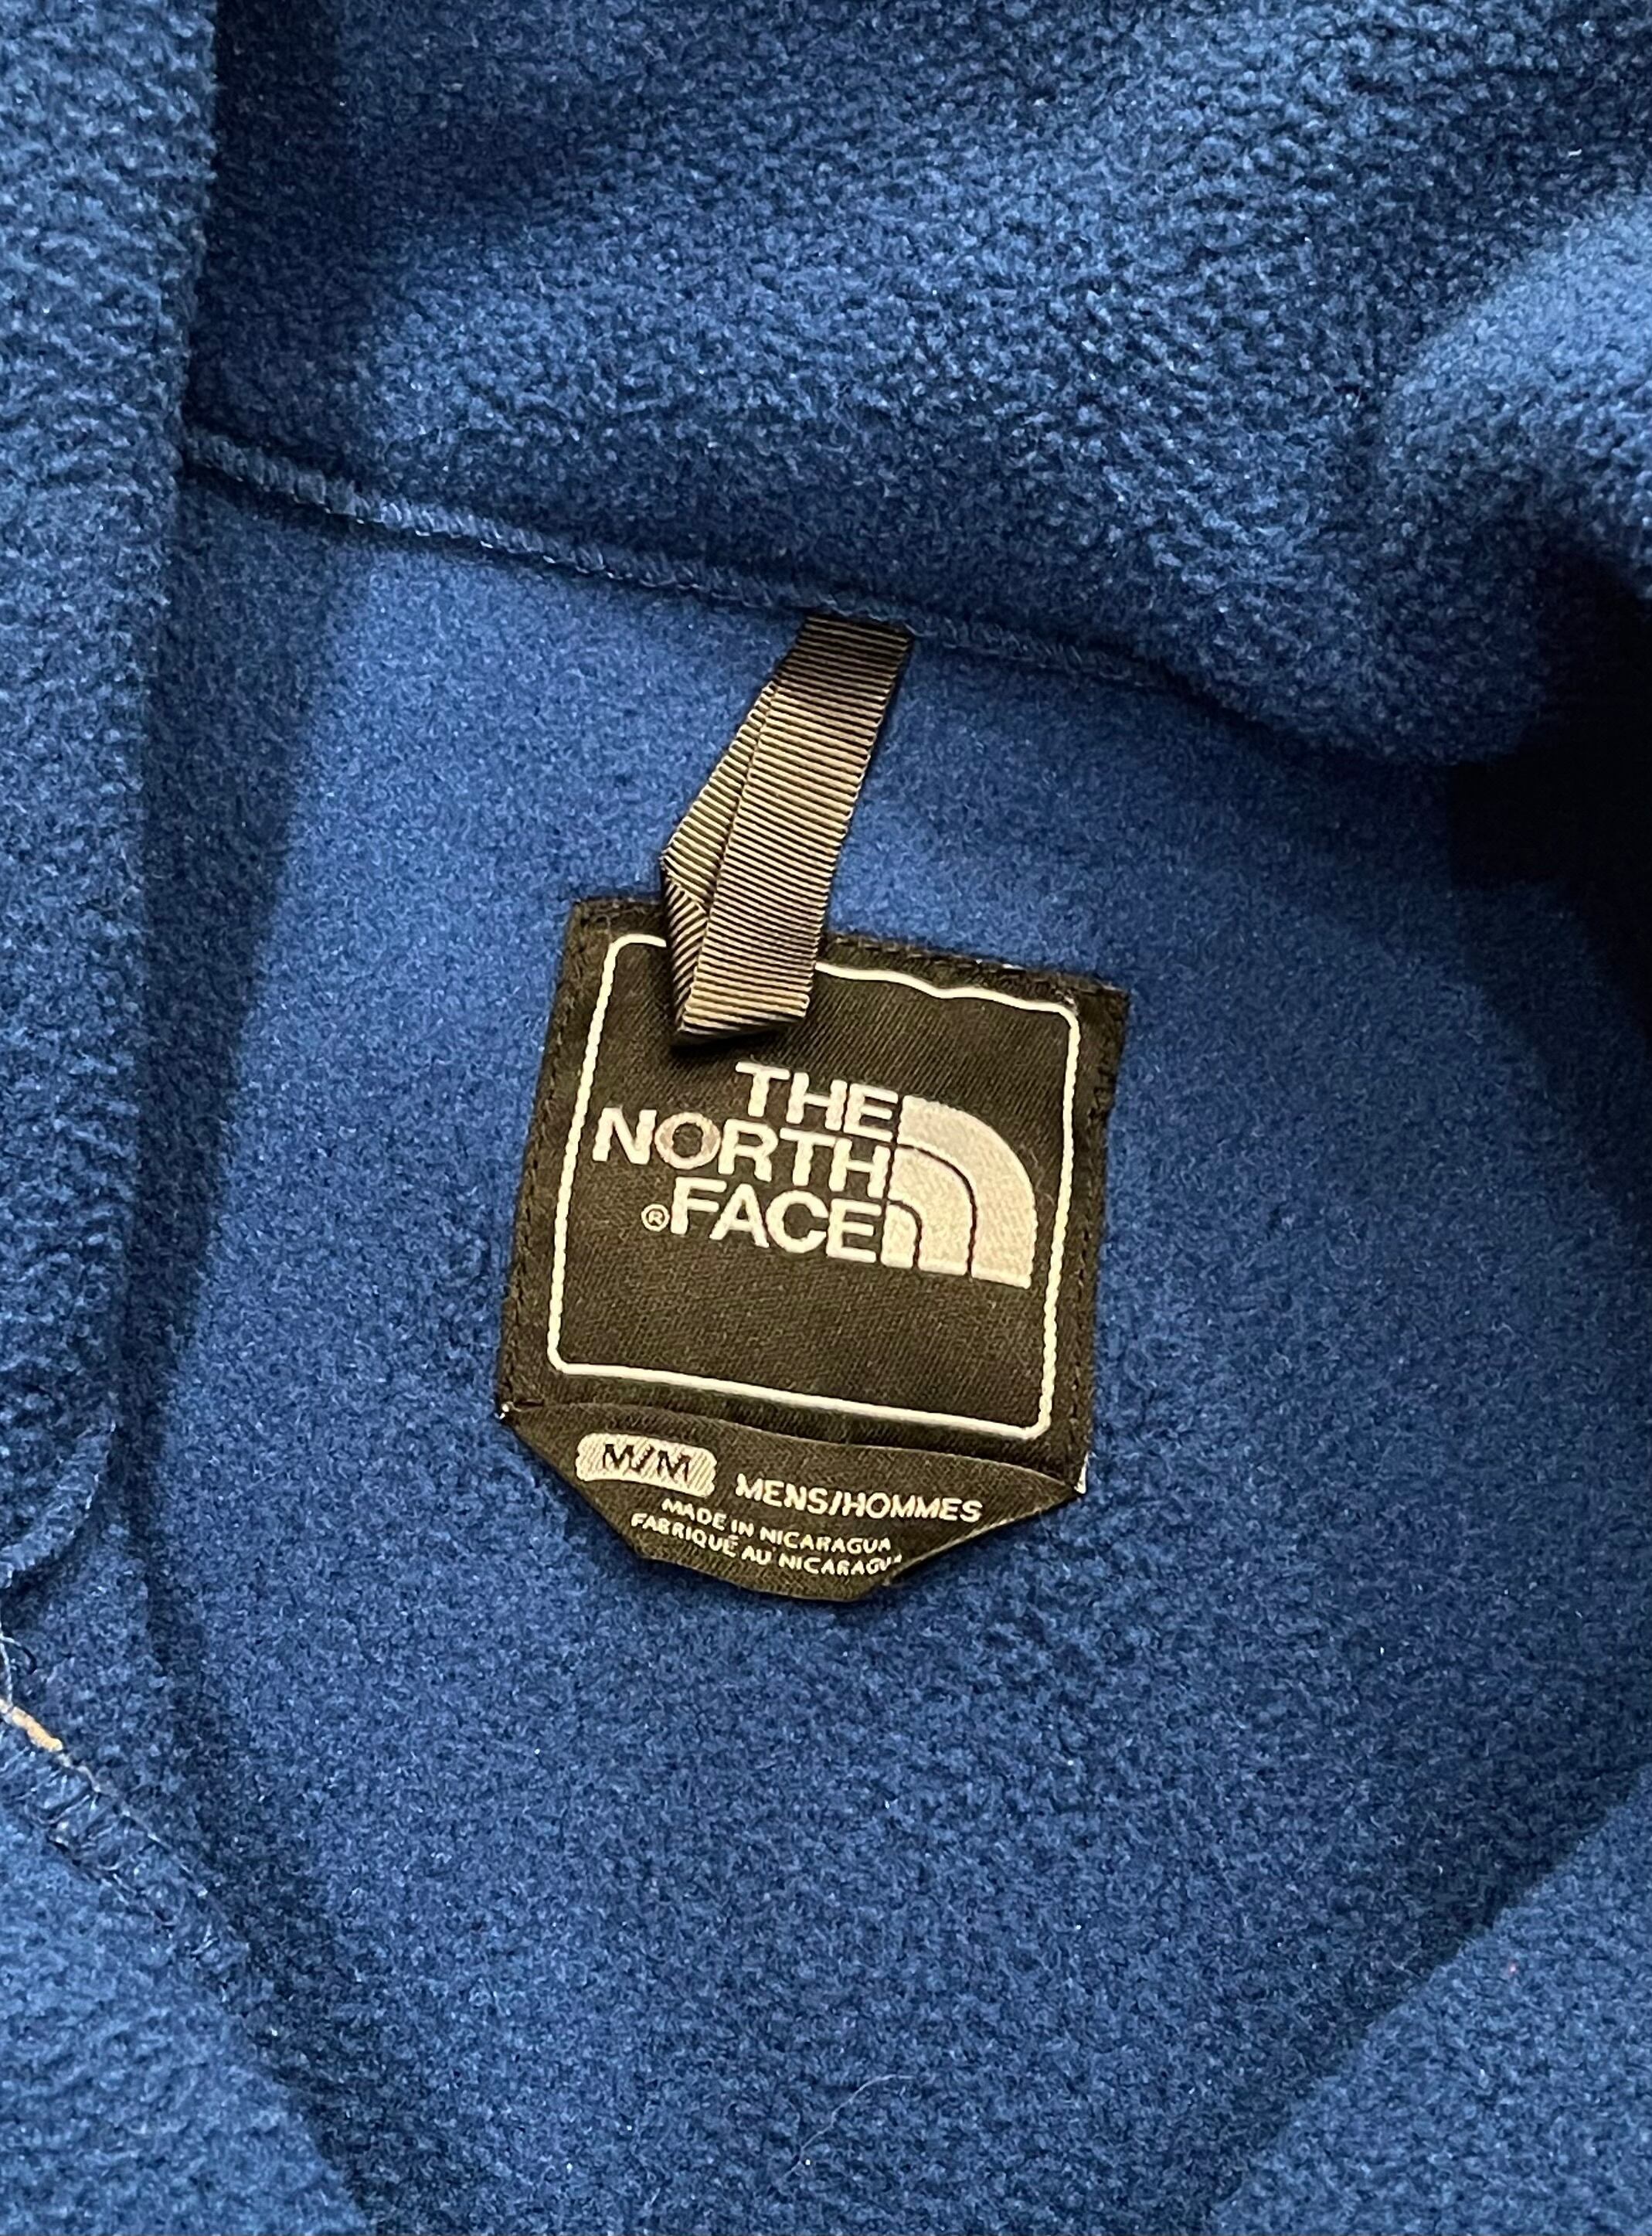 THE
NORTH
®FACE
M/M MENS/HOMMES
MADE IN NICARAGUA
FABRIQUÉ AU NICARAGUA